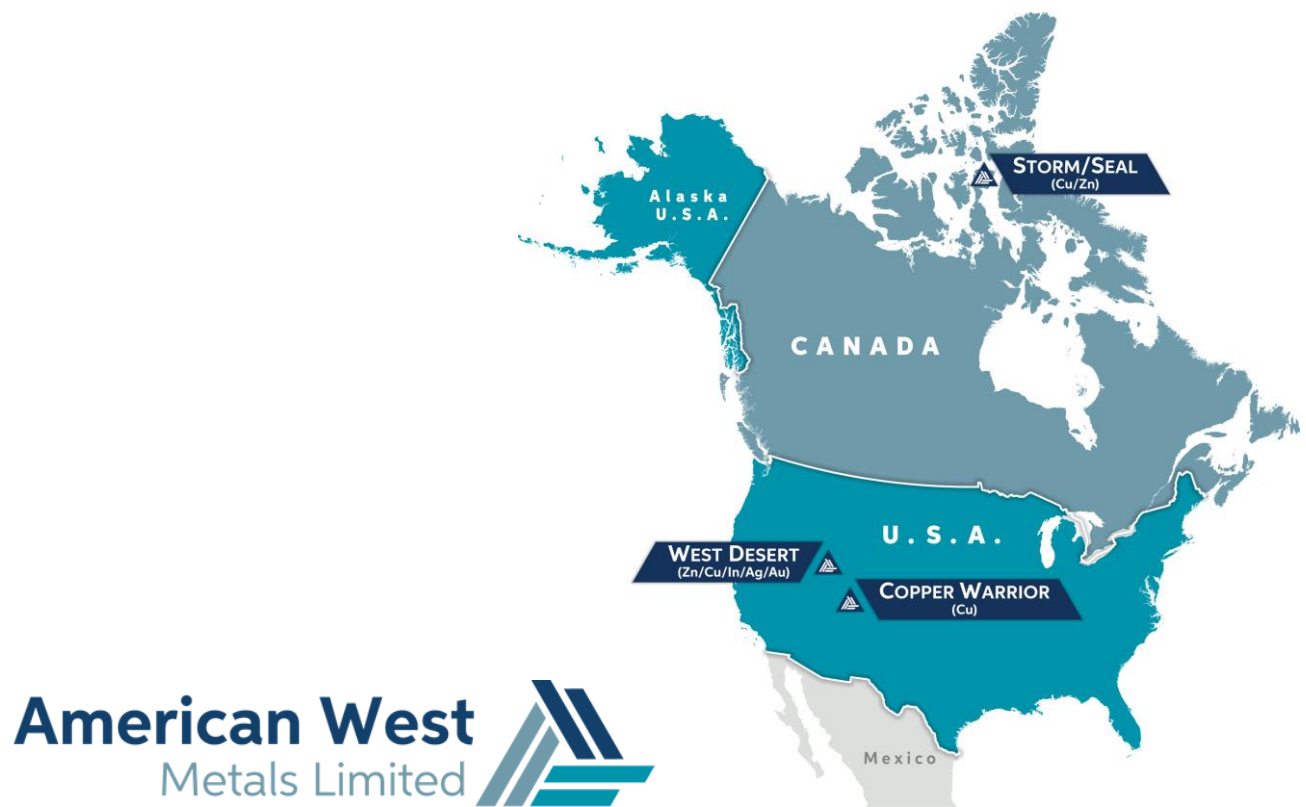 STORM/SEAL
(Cu/Zn)
Alaska
U.S.A.
CANADA
U.S.A.
WEST DESERT
(Zn/Cu/In/Ag/Au)
COPPER WARRIOR
(Cu)
American West
Metals Limited
Mexico